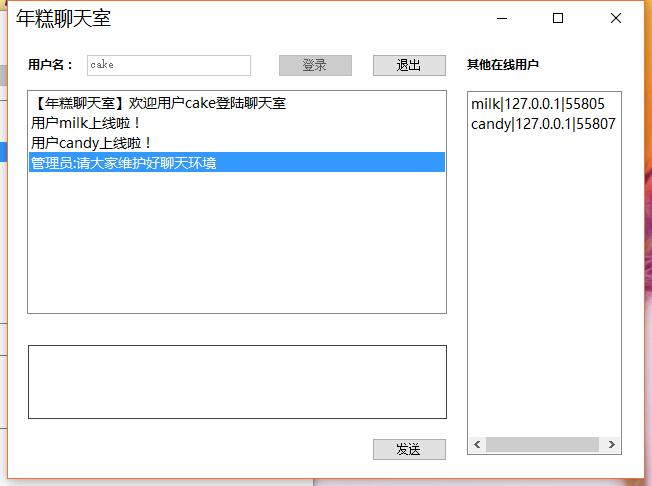 年糕聊天室
用户名： cake 登录 退出 其他在线用户
【年糕聊天室】欢迎用户cake登陆聊天室
用户milk上线啦！
用户candy上线啦！
管理员:请大家维护好聊天环境
milk|127.0.0.1|55805
candy|127.0.0.1|55807
发送